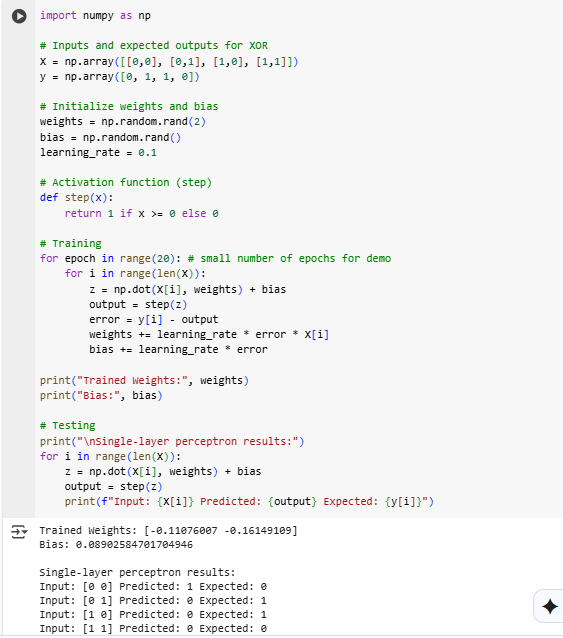 import numpy as np
# Inputs and expected outputs for XOR
X = np.array([[0,0], [0,1], [1,0], [1,1]])
y = np.array([0, 1, 1, 0])
# Initialize weights and bias
weights = np.random.rand(2)
bias = np.random.rand()
learning_rate = 0.1
# Activation function (step)
def step(x):
    return 1 if x >= 0 else 0
# Training
for epoch in range(20): # small number of epochs for demo
    for i in range(len(X)):
        z = np.dot(X[i], weights) + bias
        output = step(z)
        error = y[i] - output
        weights += learning_rate * error * X[i]
        bias += learning_rate * error
print("Trained Weights:", weights)
print("Bias:", bias)
# Testing
print("\nSingle-layer perceptron results:")
for i in range(len(X)):
    z = np.dot(X[i], weights) + bias
    output = step(z)
    print(f"Input: {X[i]} Predicted: {output} Expected: {y[i]}")
Trained Weights: [-0.11076007 -0.16149109]
Bias: 0.08902584701704946
Single-layer perceptron results:
Input: [0 0] Predicted: 1 Expected: 0
Input: [0 1] Predicted: 0 Expected: 1
Input: [1 0] Predicted: 0 Expected: 1
Input: [1 1] Predicted: 0 Expected: 0